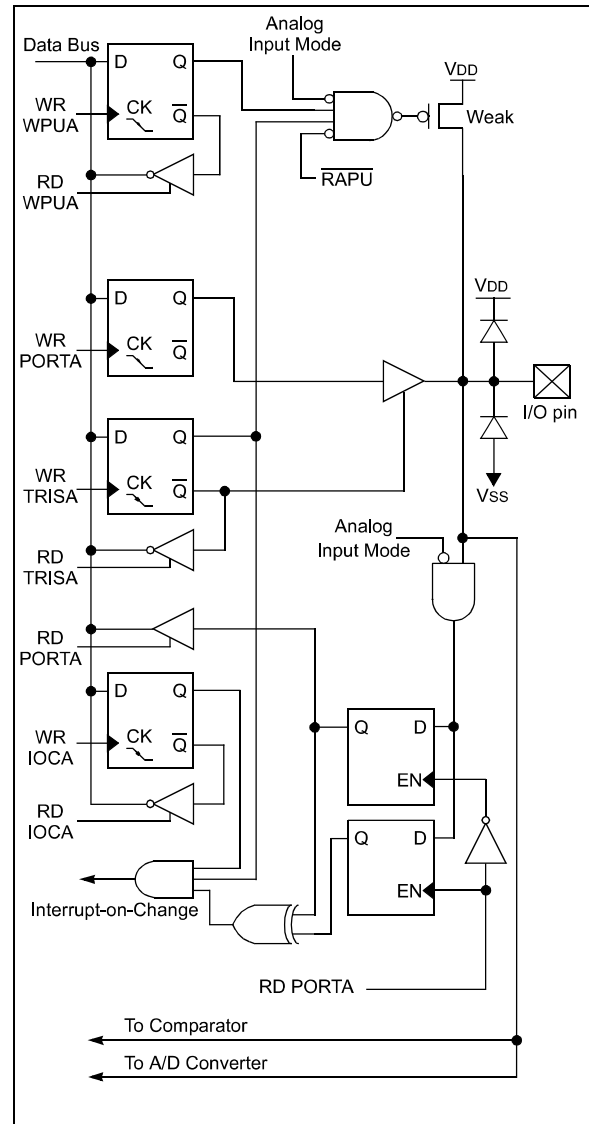 Analog
Input Mode
Data Bus
D Q
VDD
WR
WPUA
CK
Q̅
Weak
RD
WPUA
R̅A̅P̅U̅
D Q
VDD
WR
PORTA
CK
Q̅
I/O pin
D Q
WR
TRISA
CK
Q̅
VSS
Analog
Input Mode
RD
TRISA
RD
PORTA
D Q
Q D
WR
IOCA
CK
Q̅
EN
RD
IOCA
Q D
EN
Interrupt-on-Change
RD PORTA
To Comparator
To A/D Converter